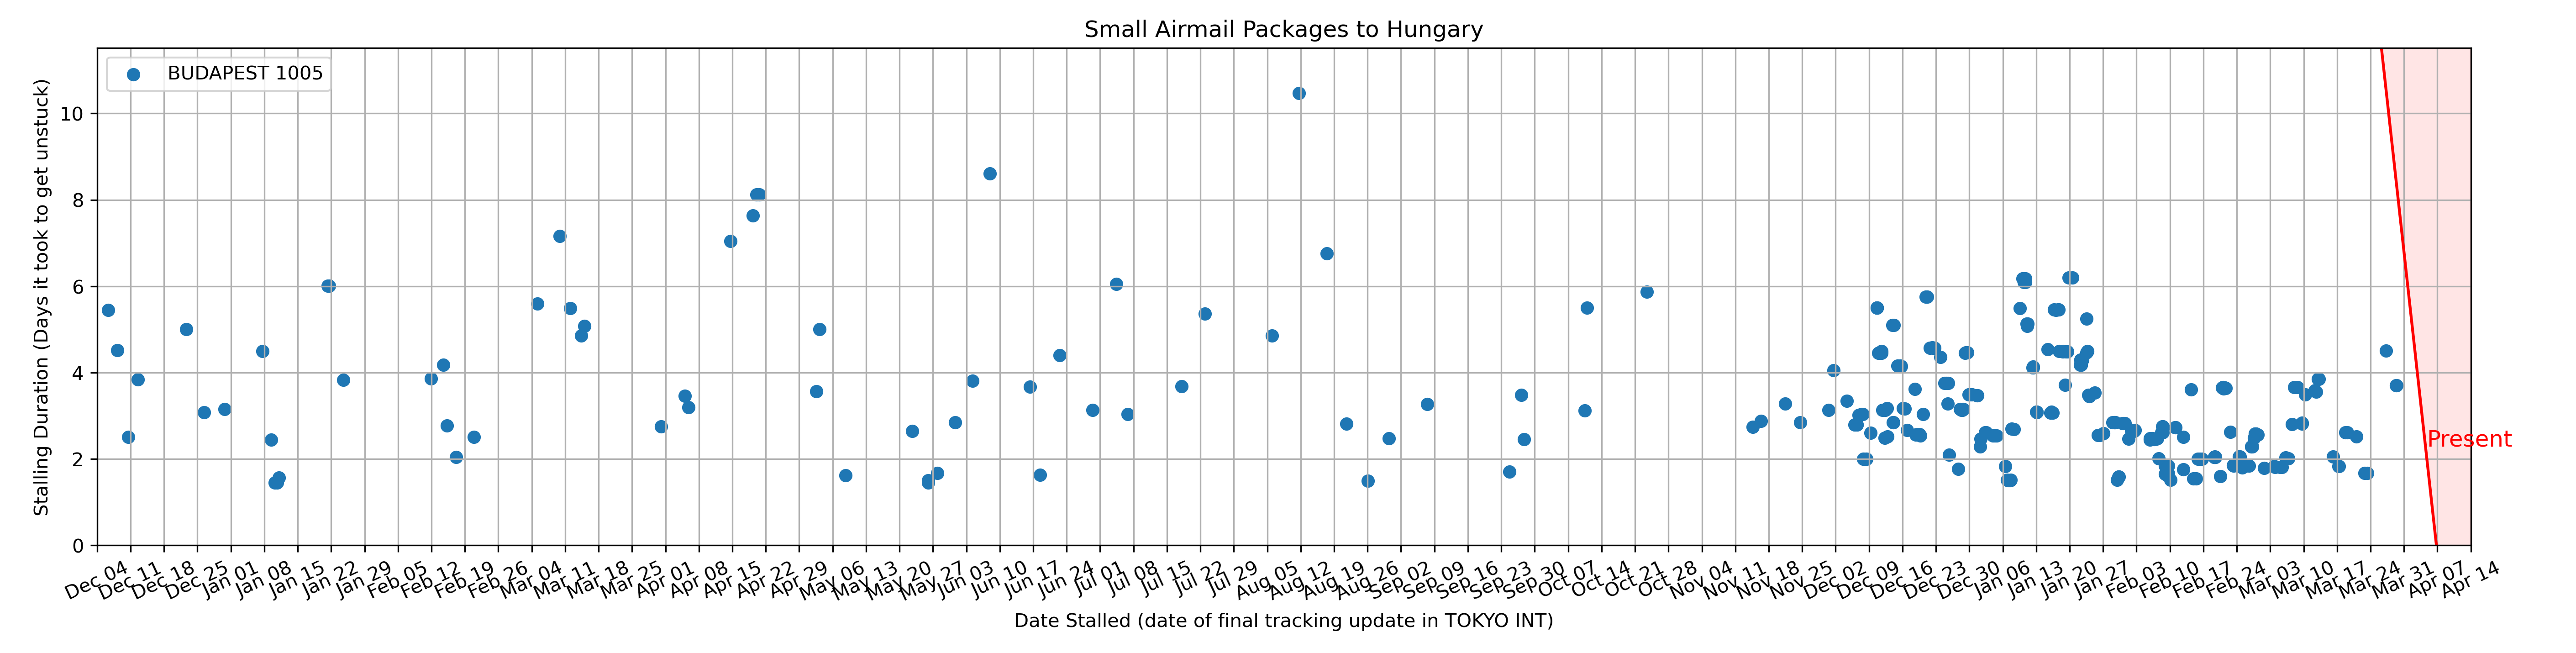 Small Airmail Packages to Hungary
BUDAPEST 1005
Stalling Duration (Days it took to get unstuck)
10
8
6
4
2
0
Present
Dec 04 Dec 11 Dec 18 Dec 25 Jan 01 Jan 08 Jan 15 Jan 22 Jan 29 Feb 05 Feb 12 Feb 19 Feb 26 Mar 04 Mar 11 Mar 18 Mar 25 Apr 01 Apr 08 Apr 15 Apr 22 Apr 29 May 06 May 13 May 20 May 27 Jun 03 Jun 10 Jun 17 Jun 24 Jul 01 Jul 08 Jul 15 Jul 22 Jul 29 Aug 05 Aug 12 Aug 19 Aug 26 Sep 02 Sep 09 Sep 16 Sep 23 Sep 30 Oct 07 Oct 14 Oct 21 Oct 28 Nov 04 Nov 11 Nov 18 Nov 25 Dec 02 Dec 09 Dec 16 Dec 23 Dec 30 Jan 06 Jan 13 Jan 20 Jan 27 Feb 03 Feb 10 Feb 17 Feb 24 Mar 03 Mar 10 Mar 17 Mar 24 Mar 31 Apr 07 Apr 14
Date Stalled (date of final tracking update in TOKYO INT)